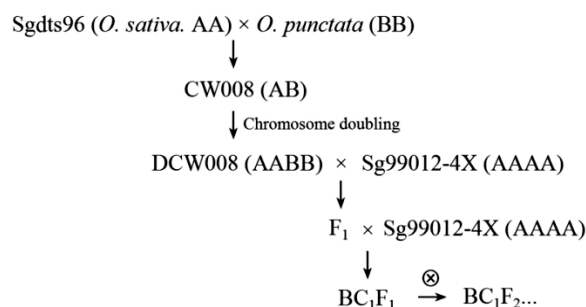 Sgdts96 (O. sativa. AA) × O. punctata (BB)
CW008 (AB)
Chromosome doubling
DCW008 (AABB) × Sg99012-4X (AAAA)
F₁ × Sg99012-4X (AAAA)
BC₁F₁ ⊗ BC₁F₂...